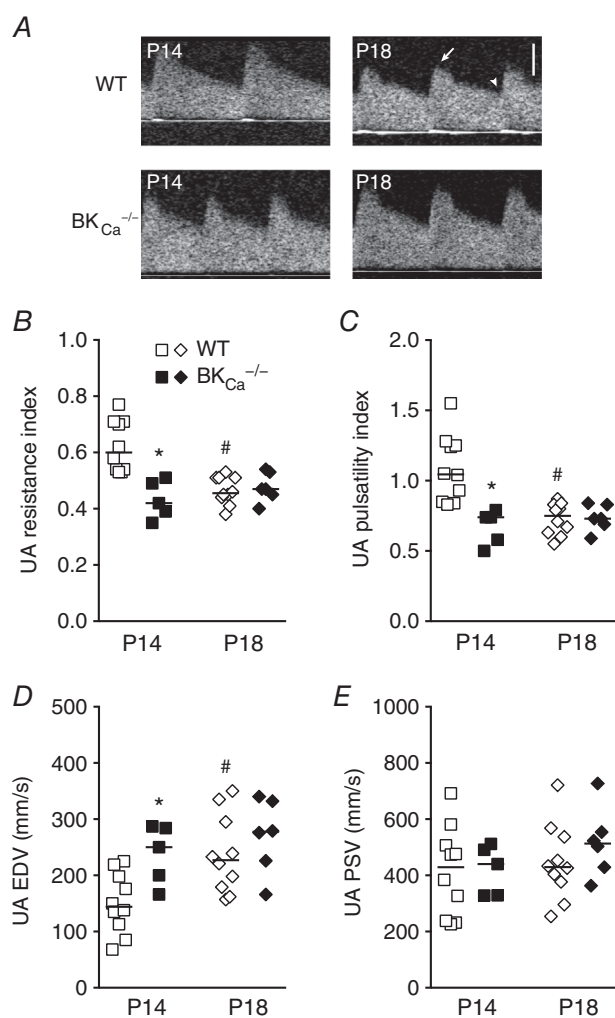 A
WT
P14
P18
BKCa−/−
P14
P18
B
UA resistance index
1.0
0.8
0.6
0.4
0.2
0.0
WT
BKCa−/−
*
#
P14
P18
C
UA pulsatility index
2.0
1.5
1.0
0.5
0.0
*
#
P14
P18
D
UA EDV (mm/s)
500
400
300
200
100
0
*
#
P14
P18
E
UA PSV (mm/s)
1000
800
600
400
200
0
P14
P18